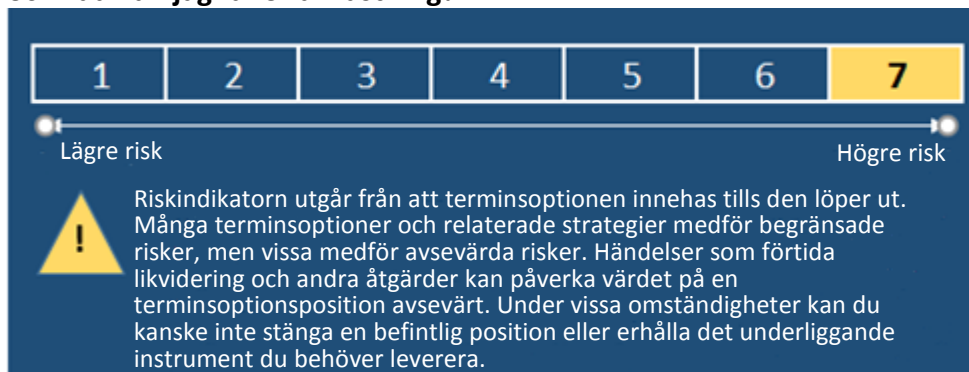 1 2 3 4 5 6 7
Lägre risk Högre risk
! Riskindikatorn utgår från att terminsoptionen innehas tills den löper ut.
Många terminsoptioner och relaterade strategier medför begränsade
risker, men vissa medför avsevärda risker. Händelser som förtida
likvidering och andra åtgärder kan påverka värdet på en
terminsoptionsposition avsevärt. Under vissa omständigheter kan du
kanske inte stänga en befintlig position eller erhålla det underliggande
instrument du behöver leverera.